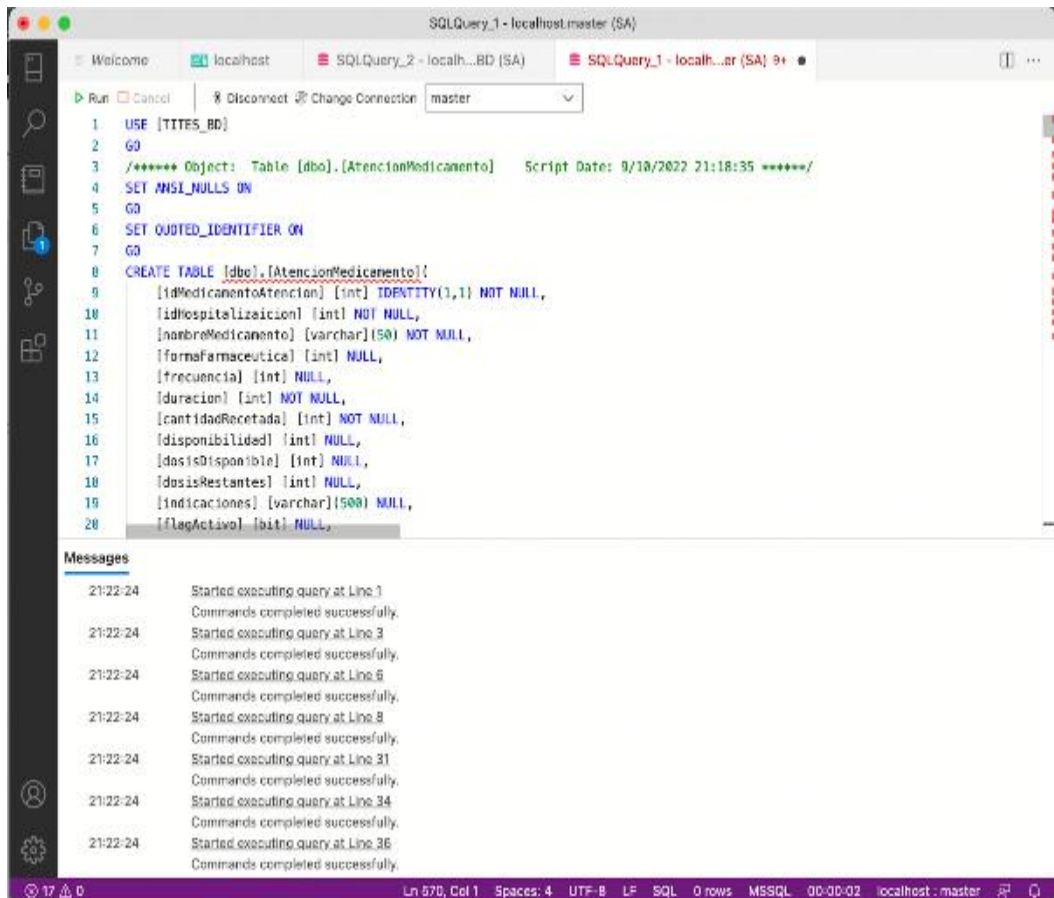 SQLQuery_1 - localhost.master (SA)
Welcome
localhost
SQLQuery_2 - localh...BD (SA)
SQLQuery_1 - localh...er (SA) 9+
Run Cancel Disconnect Change Connection master
1 USE [TITES_BD]
2 GO
3 /****** Object: Table [dbo].[AtencionMedicamento] Script Date: 9/10/2022 21:18:35 ******/
4 SET ANSI_NULLS ON
5 GO
6 SET QUOTED_IDENTIFIER ON
7 GO
8 CREATE TABLE [dbo].[AtencionMedicamento](
9 [idMedicamentoAtencion] [int] IDENTITY(1,1) NOT NULL,
10 [idHospitalizaicion] [int] NOT NULL,
11 [nombreMedicamento] [varchar](50) NOT NULL,
12 [formaFarmaceutica] [int] NULL,
13 [frecuencia] [int] NULL,
14 [duracion] [int] NOT NULL,
15 [cantidadRecetada] [int] NOT NULL,
16 [disponibilidad] [int] NULL,
17 [dosisDisponible] [int] NULL,
18 [dosisRestantes] [int] NULL,
19 [indicaciones] [varchar](500) NULL,
20 [flagActivo] [bit] NULL,
Messages
21:22:24 Started executing query at Line 1
Commands completed successfully.
21:22:24 Started executing query at Line 3
Commands completed successfully.
21:22:24 Started executing query at Line 6
Commands completed successfully.
21:22:24 Started executing query at Line 8
Commands completed successfully.
21:22:24 Started executing query at Line 31
Commands completed successfully.
21:22:24 Started executing query at Line 34
Commands completed successfully.
21:22:24 Started executing query at Line 36
Commands completed successfully.
1
17 0 Ln 570, Col 1 Spaces: 4 UTF-8 LF SQL 0 rows MSSQL 00:00:02 localhost : master